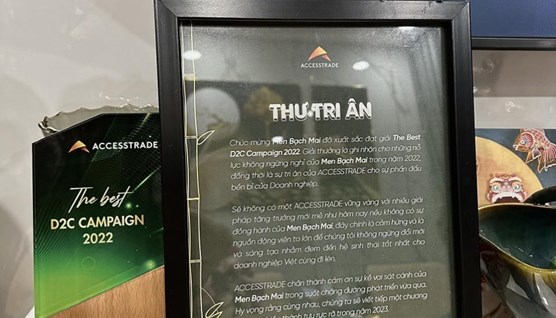 ACCESSTRADE
The best
D2C CAMPAIGN
2022
ACCESSTRADE
THƯ TRI ÂN
Chúc mừng Men Bạch Mai đã xuất sắc đạt giải The Best
D2C Campaign 2022. Giải thưởng là ghi nhận cho những nỗ
lực không ngừng nghỉ của Men Bạch Mai trong năm 2022,
đồng thời là sự tri ân của ACCESSTRADE cho sự phấn đấu
bền bỉ của Doanh nghiệp.
Sẽ không có một ACCESSTRADE vững vàng với nhiều giải
pháp tăng trưởng mới mẻ như hôm nay nếu không có sự
đồng hành của Men Bạch Mai, đây chính là cảm hứng và là
nguồn động viên to lớn để chúng tôi không ngừng đổi mới
và sáng tạo nhằm đem đến hệ sinh thái tốt nhất cho
doanh nghiệp Việt cùng đi lên.
ACCESSTRADE chân thành cảm ơn sự kề vai sát cánh của
Men Bạch Mai trong suốt chặng đường phát triển vừa qua.
Hy vọng rằng cùng nhau, chúng ta sẽ viết tiếp một chương
thành tựu rực rỡ trong năm 2023.